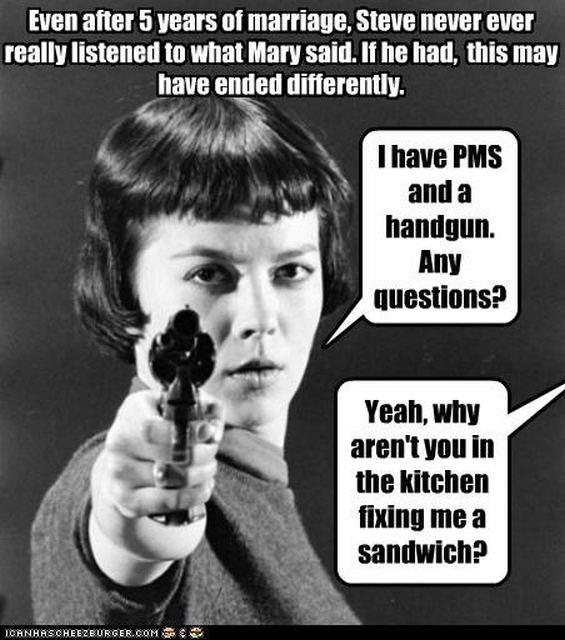 Even after 5 years of marriage, Steve never ever
really listened to what Mary said. If he had, this may
have ended differently.
I have PMS
and a
handgun.
Any
questions?
Yeah, why
aren't you in
the kitchen
fixing me a
sandwich?
ICANHASCHEEZBURGER.COM